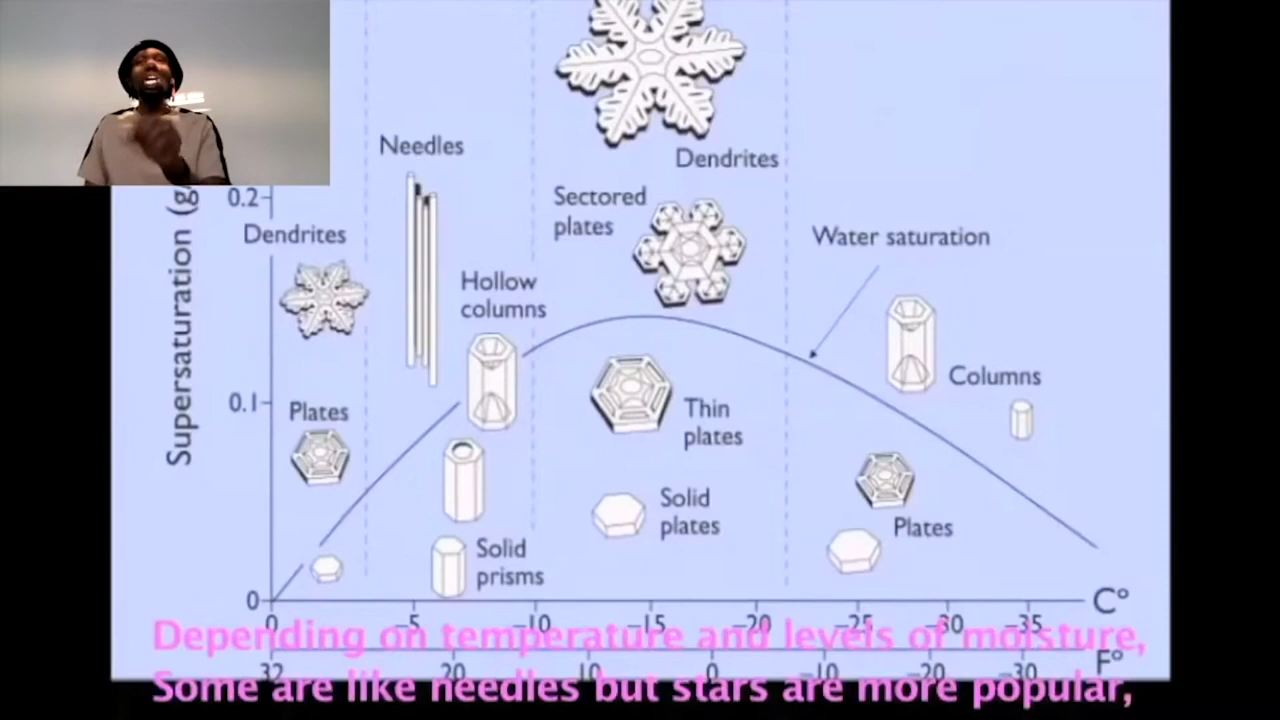 Needles
Dendrites
Sectored
plates
0.2
Dendrites
Water saturation
Hollow
columns
Supersaturation (g/
Columns
0.1
Plates
Thin
plates
Solid
plates
Plates
Solid
prisms
0
C°
0 -5 -10 -15 -20 -25 -30 -35
Depending on temperature and levels of moisture,
32 20 10 0 -10 -20 -30
F°
Some are like needles but stars are more popular,